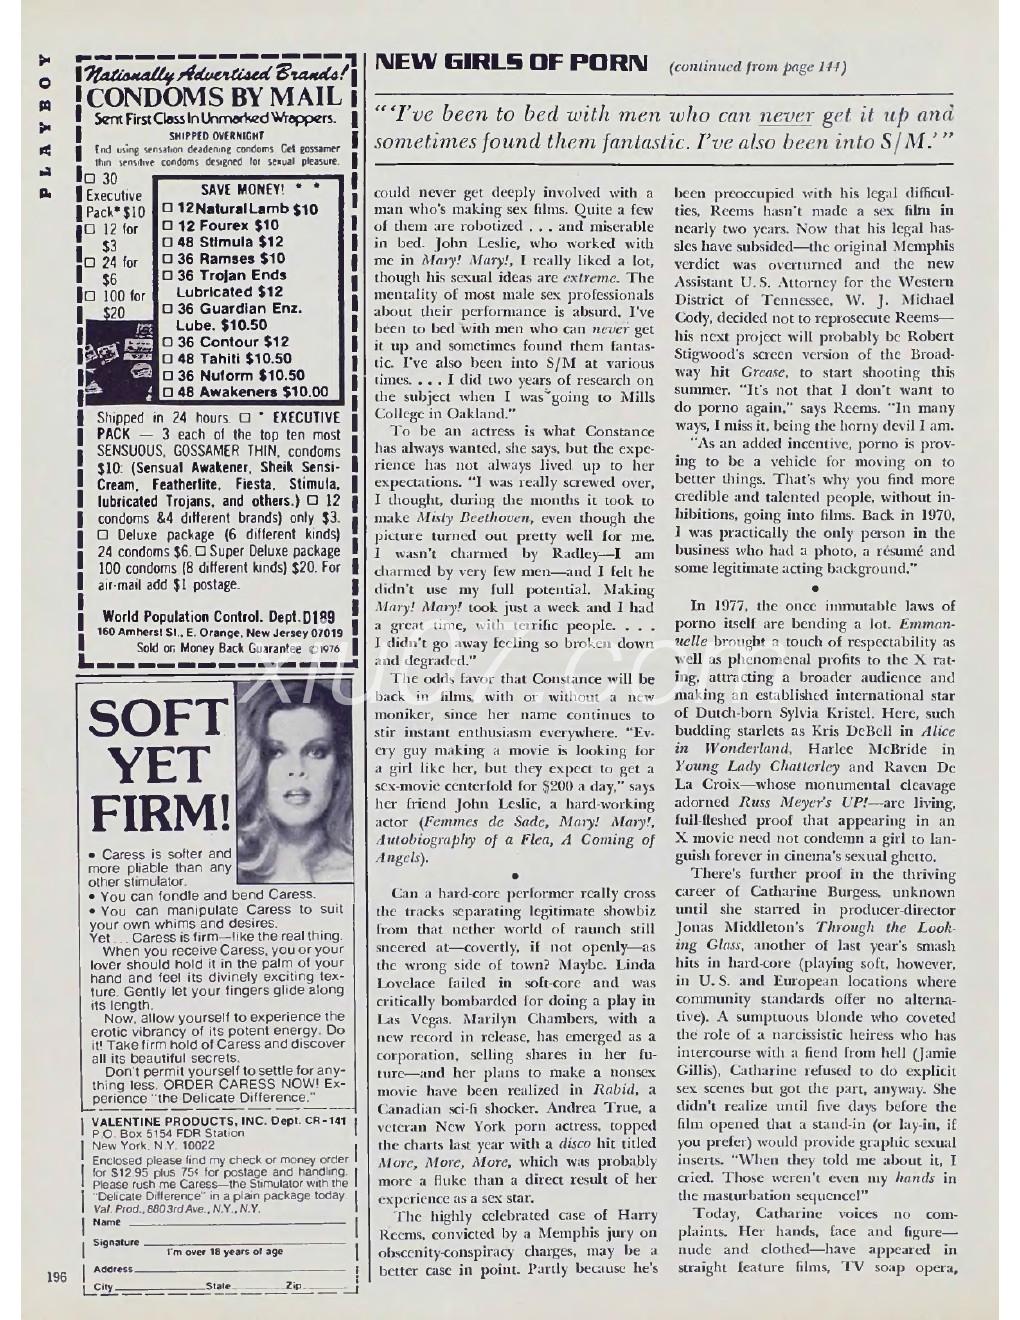 PLAYBOY
Nationally Advertised Brands!
CONDOMS BY MAIL
Sent First Class In Unmarked Wrappers.
SHIPPED OVERNIGHT
End using sensation deadening condoms. Get gossamer
thin sensitive condoms designed for sexual pleasure.
□ 30
Executive
Pack* $10
□ 12 for
$3
□ 24 for
$6
□ 100 for
$20
SAVE MONEY! * *
□ 12 Natural Lamb $10
□ 12 Fourex $10
□ 48 Stimula $12
□ 36 Ramses $10
□ 36 Trojan Ends
Lubricated $12
□ 36 Guardian Enz.
Lube. $10.50
□ 36 Contour $12
□ 48 Tahiti $10.50
□ 36 Nuform $10.50
□ 48 Awakeners $10.00
Shipped in 24 hours. □ * EXECUTIVE
PACK — 3 each of the top ten most
SENSUOUS, GOSSAMER THIN, condoms
$10: (Sensual Awakener, Sheik Sensi-
Cream, Featherlite, Fiesta, Stimula,
lubricated Trojans, and others.) □ 12
condoms &4 different brands) only $3.
□ Deluxe package (6 different kinds)
24 condoms $6. □ Super Deluxe package
100 condoms (8 different kinds) $20. For
air-mail add $1 postage.
World Population Control. Dept. D189
160 Amherst St., E. Orange, New Jersey 07019
Sold on Money Back Guarantee ©1976
SOFT
YET
FIRM!
• Caress is softer and
more pliable than any
other stimulator.
• You can fondle and bend Caress.
• You can manipulate Caress to suit
your own whims and desires.
Yet... Caress is firm—like the real thing.
When you receive Caress, you or your
lover should hold it in the palm of your
hand and feel its divinely exciting tex-
ture. Gently let your fingers glide along
its length.
Now, allow yourself to experience the
erotic vibrancy of its potent energy. Do
it! Take firm hold of Caress and discover
all its beautiful secrets.
Don't permit yourself to settle for any-
thing less. ORDER CARESS NOW! Ex-
perience "the Delicate Difference."
VALENTINE PRODUCTS, INC. Dept. CR-141
P.O. Box 5154 FDR Station
New York, N.Y. 10022
Enclosed please find my check or money order
for $12.95 plus 75¢ for postage and handling.
Please rush me Caress—the Stimulator with the
"Delicate Difference" in a plain package today.
Val. Prod., 880 3rd Ave., N.Y., N.Y.
Name
Signature
I'm over 18 years of age
Address
City State Zip
196
NEW GIRLS OF PORN (continued from page 144)
"'I've been to bed with men who can never get it up and
sometimes found them fantastic. I've also been into S/M.'"
could never get deeply involved with a
man who's making sex films. Quite a few
of them are robotized . . . and miserable
in bed. John Leslie, who worked with
me in Mary! Mary!, I really liked a lot,
though his sexual ideas are extreme. The
mentality of most male sex professionals
about their performance is absurd. I've
been to bed with men who can never get
it up and sometimes found them fantas-
tic. I've also been into S/M at various
times. . . . I did two years of research on
the subject when I was going to Mills
College in Oakland."
To be an actress is what Constance
has always wanted, she says, but the expe-
rience has not always lived up to her
expectations. "I was really screwed over,
I thought, during the months it took to
make Misty Beethoven, even though the
picture turned out pretty well for me.
I wasn't charmed by Radley—I am
charmed by very few men—and I felt he
didn't use my full potential. Making
Mary! Mary! took just a week and I had
a great time, with terrific people. . . .
I didn't go away feeling so broken down
and degraded."
The odds favor that Constance will be
back in films, with or without a new
moniker, since her name continues to
stir instant enthusiasm everywhere. "Ev-
ery guy making a movie is looking for
a girl like her, but they expect to get a
sex-movie centerfold for $200 a day," says
her friend John Leslie, a hard-working
actor (Femmes de Sade, Mary! Mary!,
Autobiography of a Flea, A Coming of
Angels).
•
Can a hard-core performer really cross
the tracks separating legitimate showbiz
from that nether world of raunch still
sneered at—covertly, if not openly—as
the wrong side of town? Maybe. Linda
Lovelace failed in soft-core and was
critically bombarded for doing a play in
Las Vegas. Marilyn Chambers, with a
new record in release, has emerged as a
corporation, selling shares in her fu-
ture—and her plans to make a nonsex
movie have been realized in Rabid, a
Canadian sci-fi shocker. Andrea True, a
veteran New York porn actress, topped
the charts last year with a disco hit titled
More, More, More, which was probably
more a fluke than a direct result of her
experience as a sex star.
The highly celebrated case of Harry
Reems, convicted by a Memphis jury on
obscenity-conspiracy charges, may be a
better case in point. Partly because he's
been preoccupied with his legal difficul-
ties, Reems hasn't made a sex film in
nearly two years. Now that his legal has-
sles have subsided—the original Memphis
verdict was overturned and the new
Assistant U. S. Attorney for the Western
District of Tennessee, W. J. Michael
Cody, decided not to reprosecute Reems—
his next project will probably be Robert
Stigwood's screen version of the Broad-
way hit Grease, to start shooting this
summer. "It's not that I don't want to
do porno again," says Reems. "In many
ways, I miss it, being the horny devil I am.
"As an added incentive, porno is prov-
ing to be a vehicle for moving on to
better things. That's why you find more
credible and talented people, without in-
hibitions, going into films. Back in 1970,
I was practically the only person in the
business who had a photo, a résumé and
some legitimate acting background."
•
In 1977, the once immutable laws of
porno itself are bending a lot. Emman-
uelle brought a touch of respectability as
well as phenomenal profits to the X rat-
ing, attracting a broader audience and
making an established international star
of Dutch-born Sylvia Kristel. Here, such
budding starlets as Kris DeBell in Alice
in Wonderland, Harlee McBride in
Young Lady Chatterley and Raven De
La Croix—whose monumental cleavage
adorned Russ Meyer's UP!—are living,
full-fleshed proof that appearing in an
X movie need not condemn a girl to lan-
guish forever in cinema's sexual ghetto.
There's further proof in the thriving
career of Catharine Burgess, unknown
until she starred in producer-director
Jonas Middleton's Through the Look-
ing Glass, another of last year's smash
hits in hard-core (playing soft, however,
in U. S. and European locations where
community standards offer no alterna-
tive). A sumptuous blonde who coveted
the role of a narcissistic heiress who has
intercourse with a fiend from hell (Jamie
Gillis), Catharine refused to do explicit
sex scenes but got the part, anyway. She
didn't realize until five days before the
film opened that a stand-in (or lay-in, if
you prefer) would provide graphic sexual
inserts. "When they told me about it, I
cried. Those weren't even my hands in
the masturbation sequence!"
Today, Catharine voices no com-
plaints. Her hands, face and figure—
nude and clothed—have appeared in
straight feature films, TV soap opera,
xiu07.com